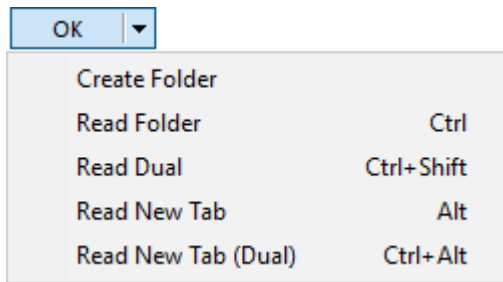 OK
Create Folder
Read Folder Ctrl
Read Dual Ctrl+Shift
Read New Tab Alt
Read New Tab (Dual) Ctrl+Alt